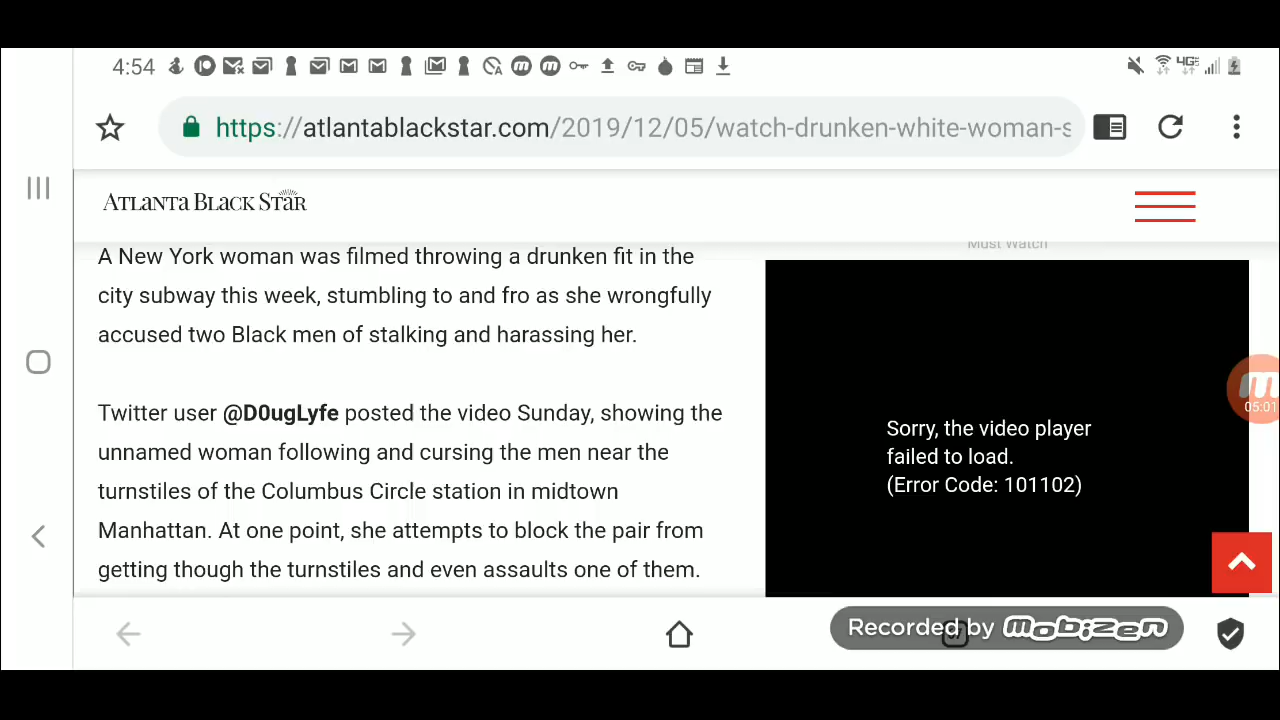 4:54
4GE
https://atlantablackstar.com/2019/12/05/watch-drunken-white-woman-s
ATLANTA BLACK STAR
Must Watch
A New York woman was filmed throwing a drunken fit in the
city subway this week, stumbling to and fro as she wrongfully
accused two Black men of stalking and harassing her.
Twitter user @D0ugLyfe posted the video Sunday, showing the
unnamed woman following and cursing the men near the
turnstiles of the Columbus Circle station in midtown
Manhattan. At one point, she attempts to block the pair from
getting though the turnstiles and even assaults one of them.
Sorry, the video player
failed to load.
(Error Code: 101102)
05:01
Recorded by mobizen